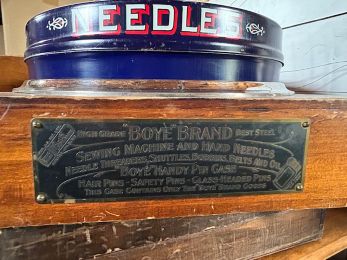 NEEDLES
HIGH GRADE BOYE BRAND BEST STEEL
SEWING MACHINE AND HAND NEEDLES
NEEDLE THREADERS, SHUTTLES, BOBBINS, BELTS AND OIL
BOYE HANDY PIN CASE
HAIR PINS - SAFETY PINS - GLASS-HEADED PINS
THIS CASE CONTAINS ONLY THE BOYE BRAND GOODS